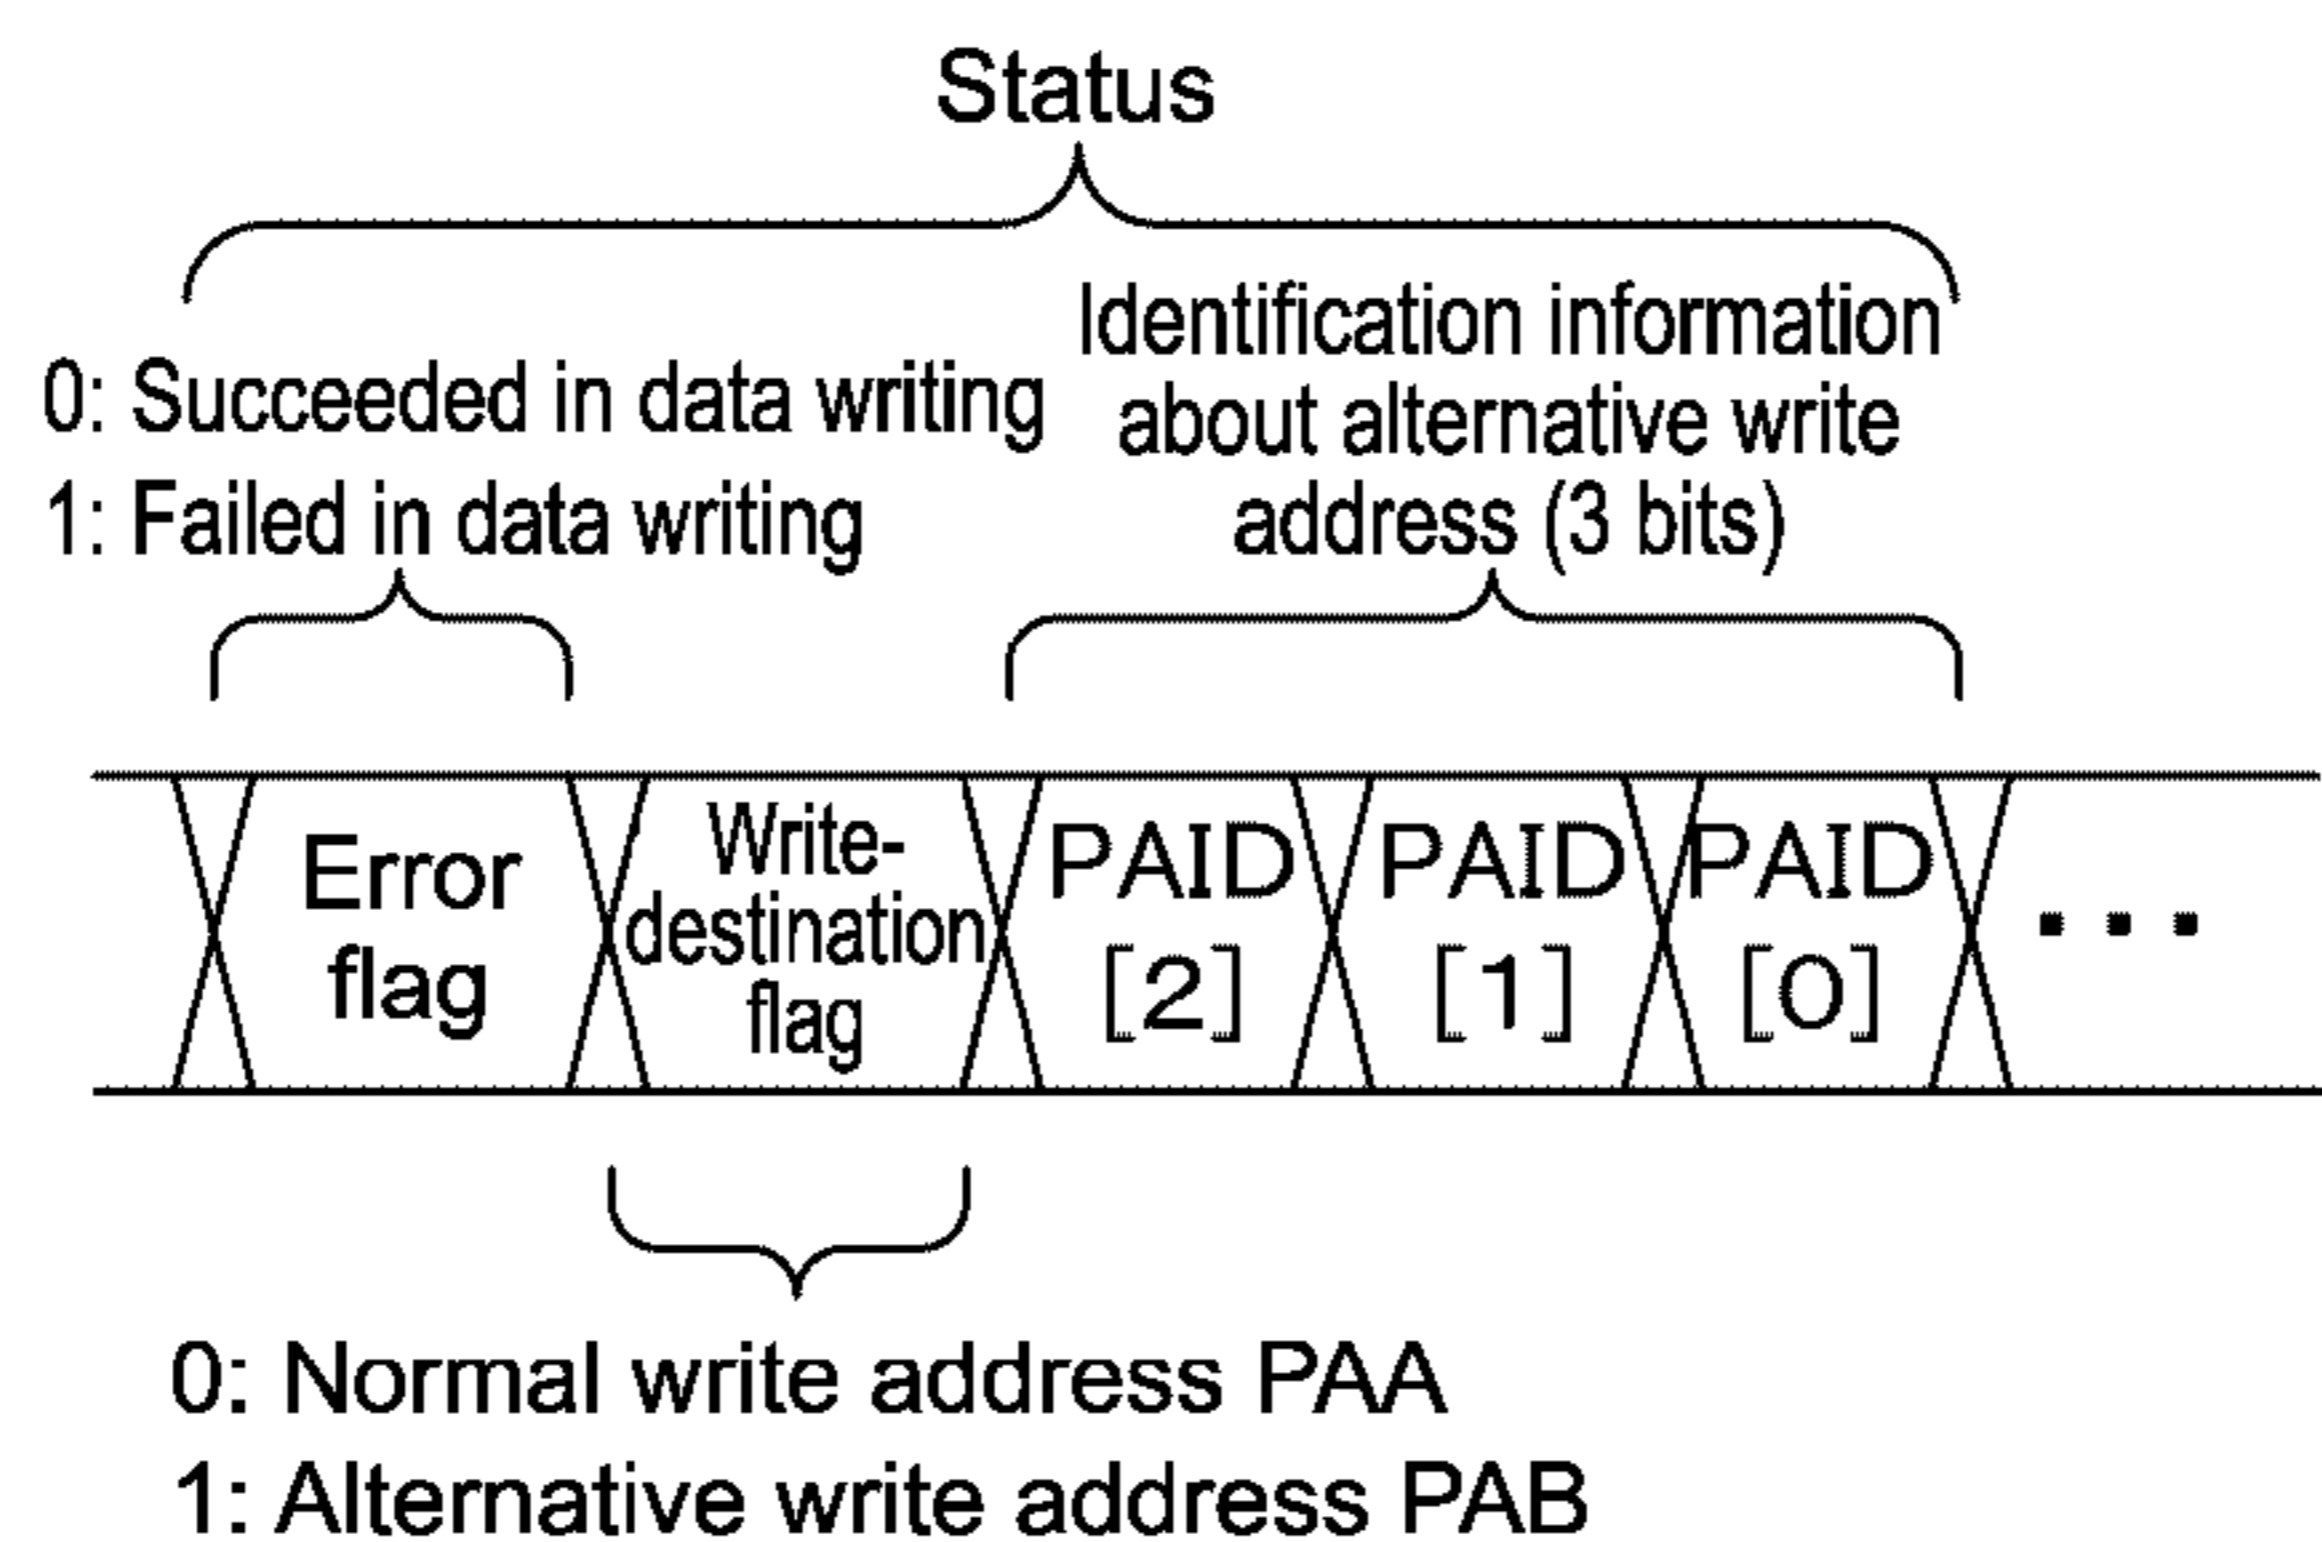 Status
0: Succeeded in data writing
1: Failed in data writing
Identification information
about alternative write
address (3 bits)
Error
flag
Write-
destination
flag
PAID
[2]
PAID
[1]
PAID
[0]
...
0: Normal write address PAA
1: Alternative write address PAB